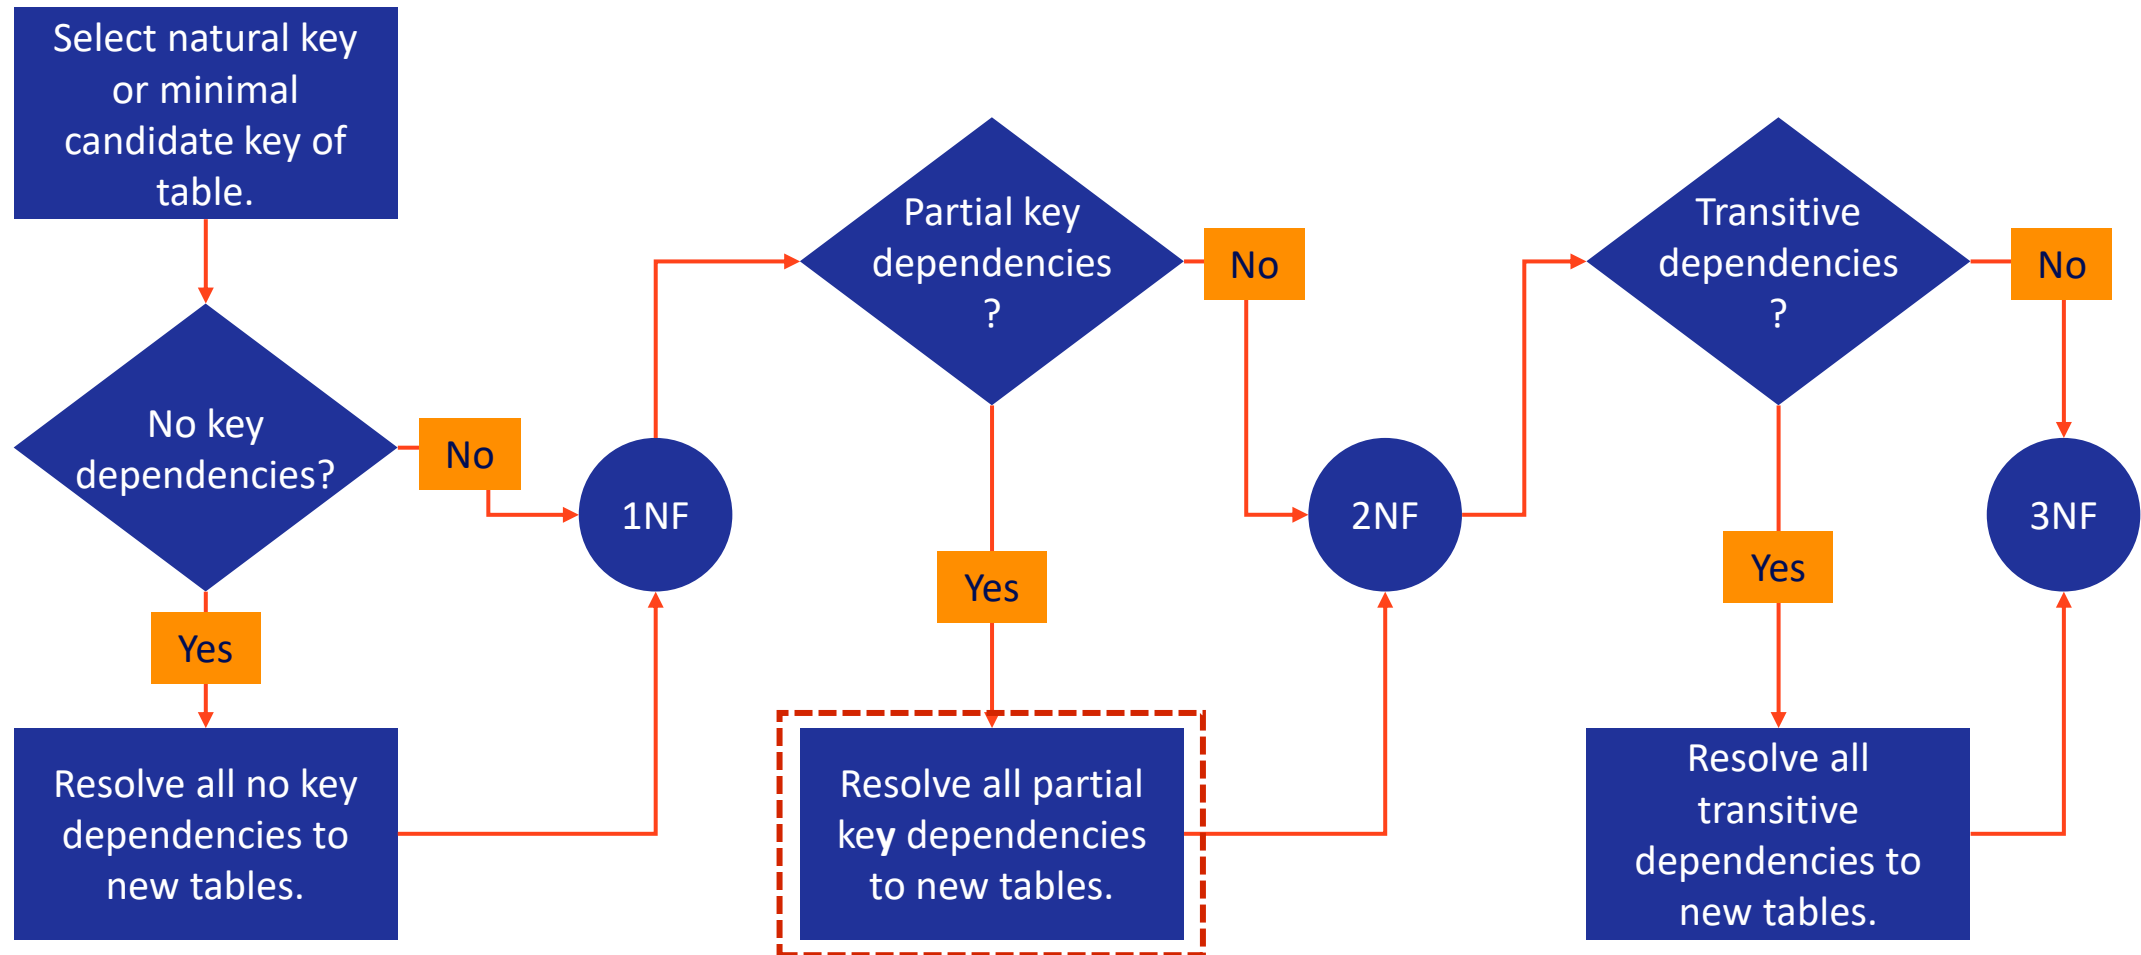 Select natural key
or minimal
candidate key of
table.
No key
dependencies?
No
Yes
Resolve all no key
dependencies to
new tables.
1NF
Partial key
dependencies
?
No
Yes
Resolve all partial
key dependencies
to new tables.
2NF
Transitive
dependencies
?
No
Yes
Resolve all
transitive
dependencies to
new tables.
3NF